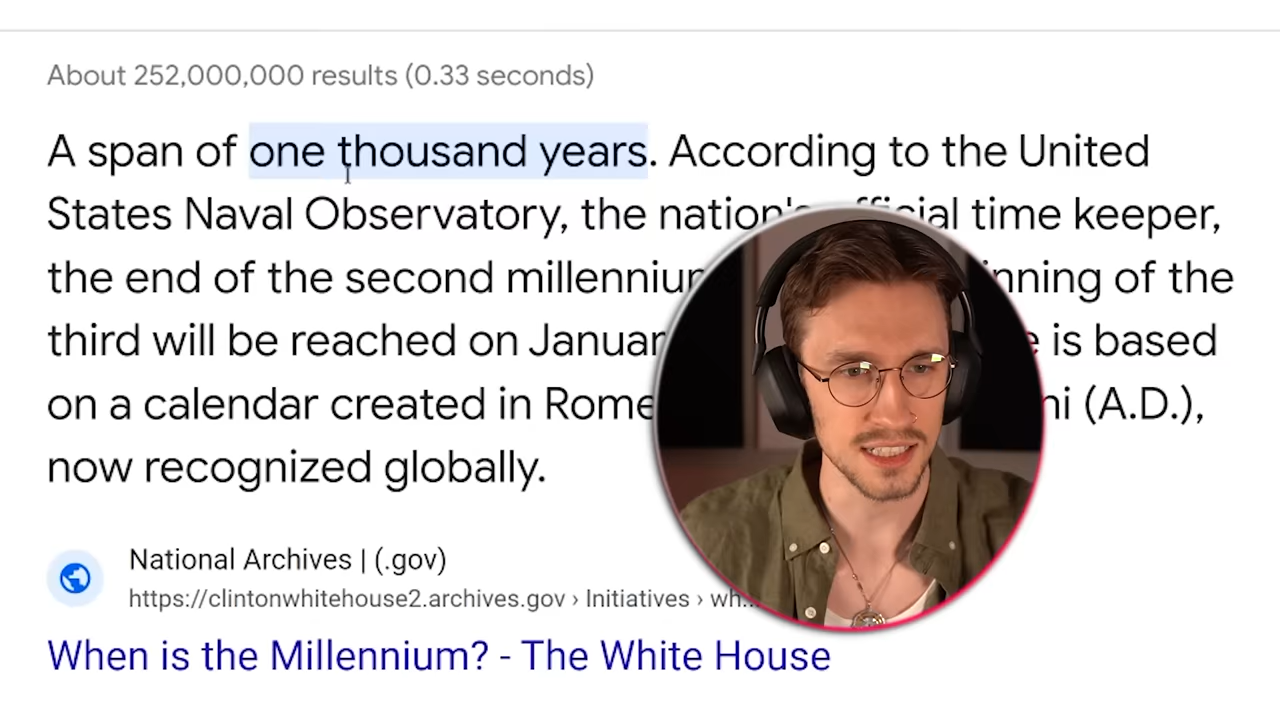 About 252,000,000 results (0.33 seconds)
A span of one thousand years. According to the United
States Naval Observatory, the nation's official time keeper,
the end of the second millennium
of the
third will be reached on is based
on a calendar created in Rome (A.D.),
now recognized globally.
National Archives | (.gov)
https://clintonwhitehouse2.archives.gov › Initiatives › wh...
When is the Millennium? - The White House